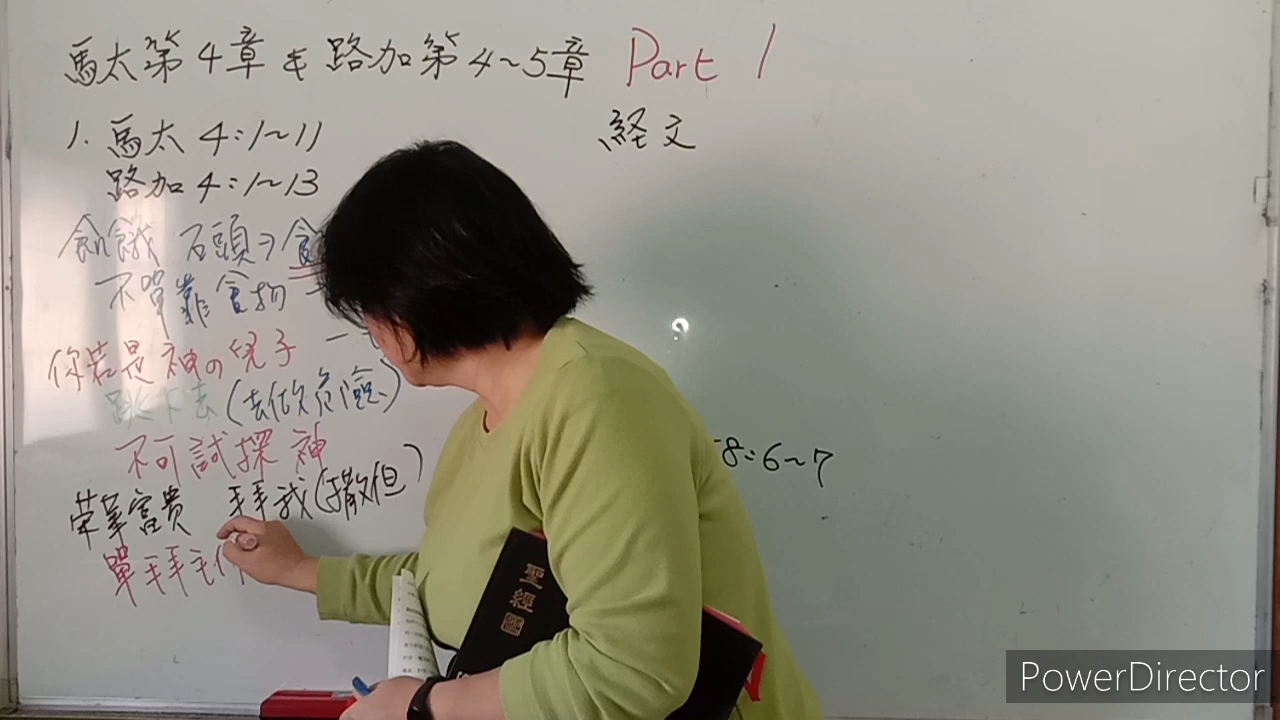 馬太第4章 & 路加第4~5章 Part 1
経文
1. 馬太 4:1~11
路加 4:1~13
飢餓 石頭→食
不單靠食物
你若是神の兒子
跳下去(去做危險)
8:6~7
不可試探神
榮華富貴 拜我(撒但)
單拜主
聖經
PowerDirector